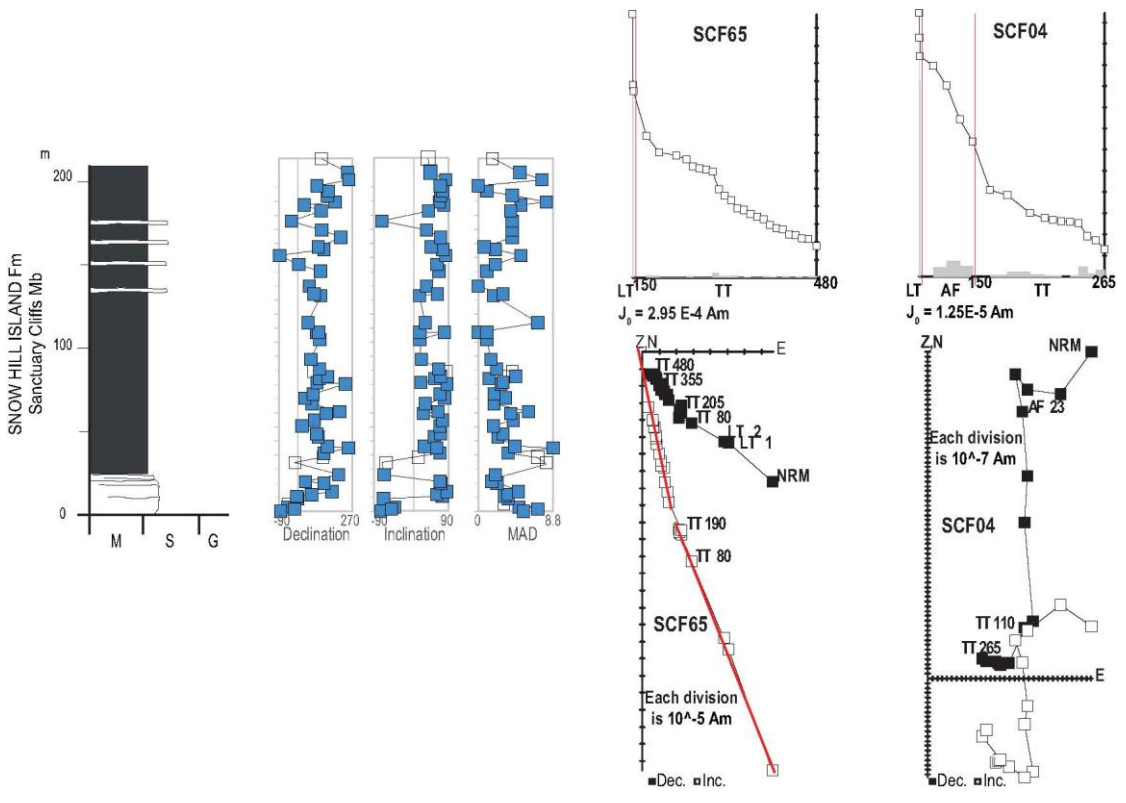 SNOW HILL ISLAND Fm
Sanctuary Cliffs Mb
m
200
100
0
M S G
-90 270
Declination
-90 90
Inclination
0 8.8
MAD
SCF65
LT 150 TT 480
J₀ = 2.95 E-4 Am
SCF04
LT AF 150 TT 265
J₀ = 1.25E-5 Am
Z,N
E
TT 480
TT 355
TT 205
TT 80
LT 2
LT 1
NRM
TT 190
TT 80
SCF65
Each division
is 10^-5 Am
■Dec. □Inc.
Z,N
NRM
AF 23
Each division
is 10^-7 Am
SCF04
TT 110
TT 265
E
■Dec. □Inc.